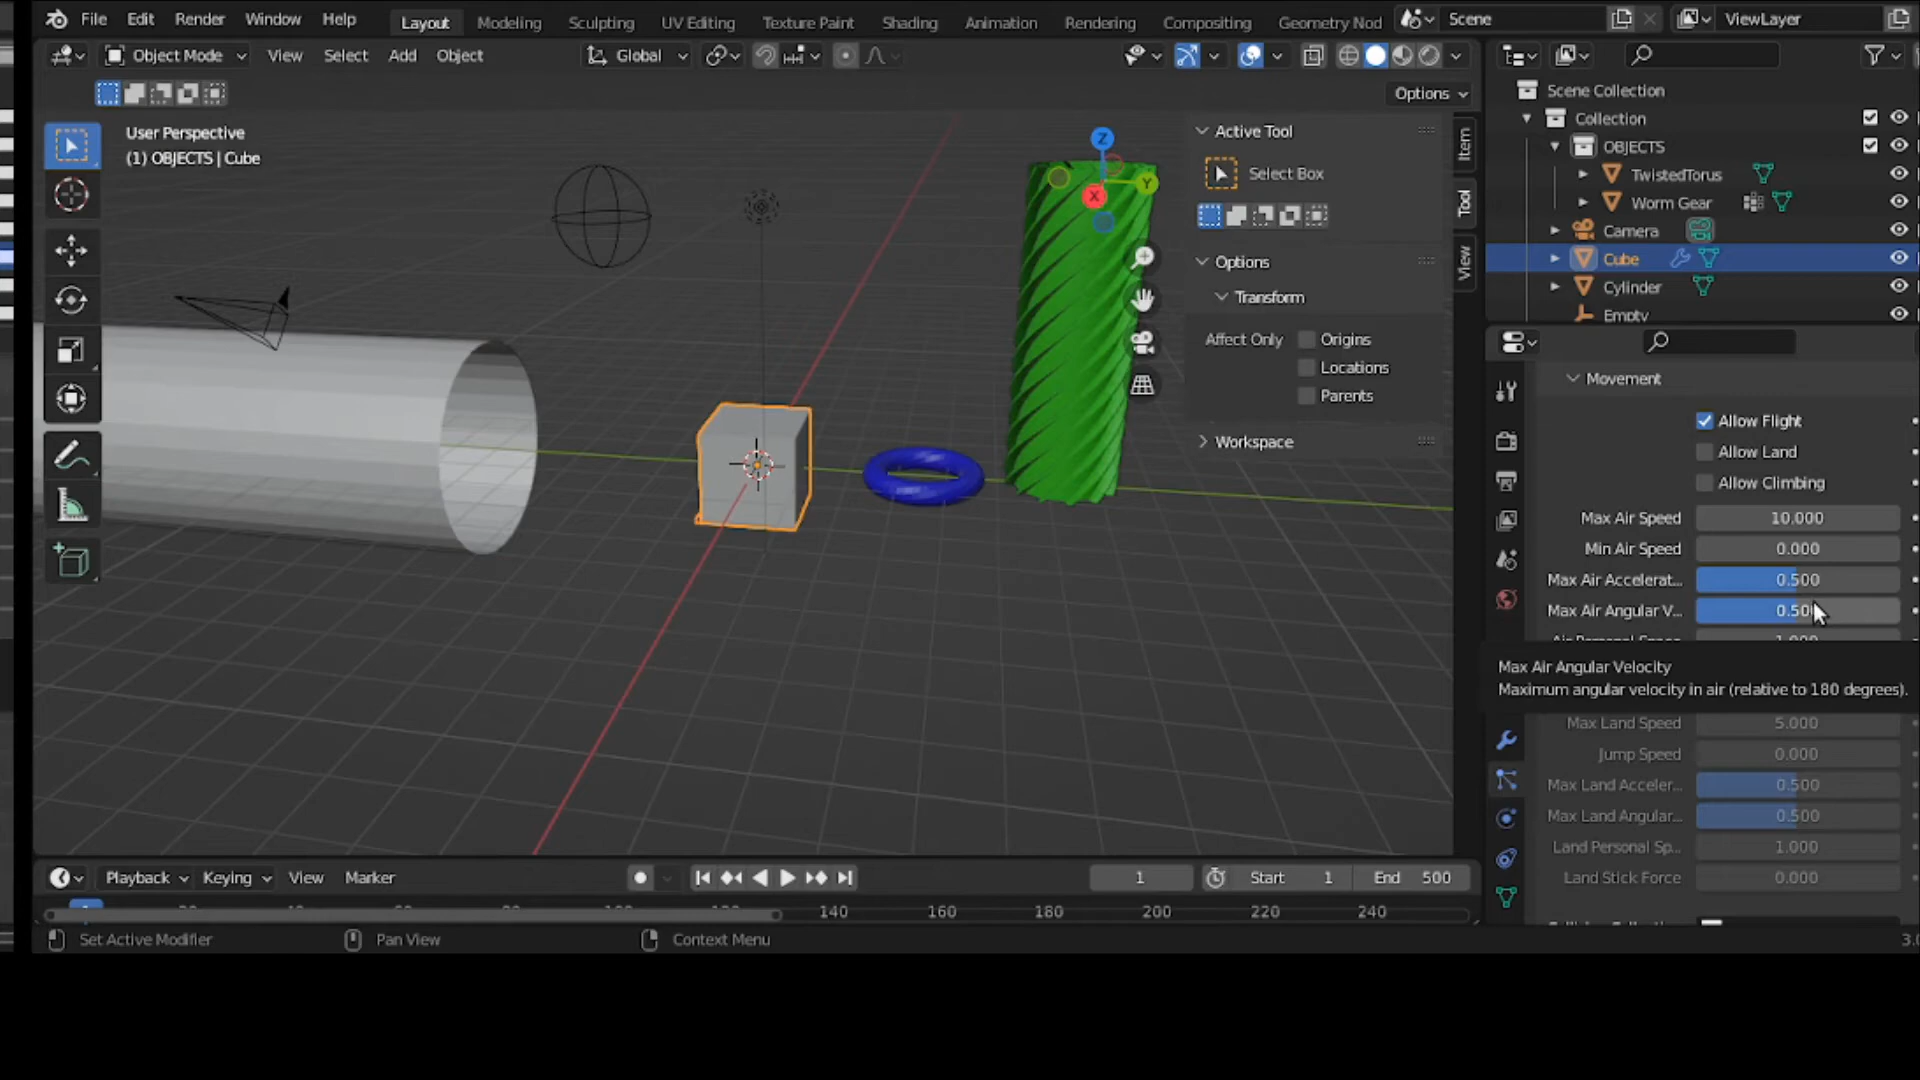 File Edit Render Window Help Layout Modeling Sculpting UV Editing Texture Paint Shading Animation Rendering Compositing Geometry Nod Scene ViewLayer
Object Mode View Select Add Object Global
Options
User Perspective
(1) OBJECTS | Cube
Active Tool
Select Box
Options
Transform
Affect Only Origins
Locations
Parents
Workspace
Item
Tool
View
Z
Y
X
Scene Collection
Collection
OBJECTS
TwistedTorus
Worm Gear
Camera
Cube
Cylinder
Empty
Movement
Allow Flight
Allow Land
Allow Climbing
Max Air Speed 10.000
Min Air Speed 0.000
Max Air Accelerat... 0.500
Max Air Angular V... 0.500
Max Air Angular Velocity
Maximum angular velocity in air (relative to 180 degrees).
Max Land Speed 5.000
Jump Speed 0.000
Max Land Acceler... 0.500
Max Land Angular... 0.500
Land Personal Sp... 1.000
Land Stick Force 0.000
Playback Keying View Marker 1 Start 1 End 500
140 160 180 200 220 240
Set Active Modifier Pan View Context Menu 3.0